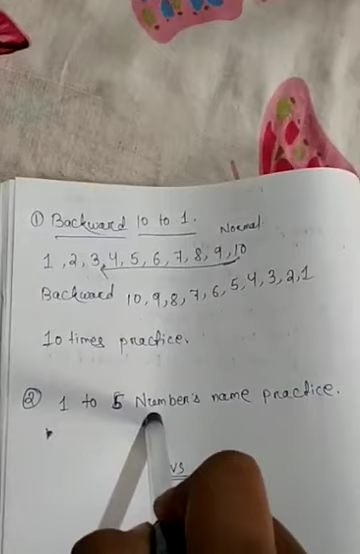 ① Backward 10 to 1.
Normal
1, 2, 3, 4, 5, 6, 7, 8, 9, 10
Backward 10, 9, 8, 7, 6, 5, 4, 3, 2, 1
10 times practice.
② 1 to 5 Number's name practice.